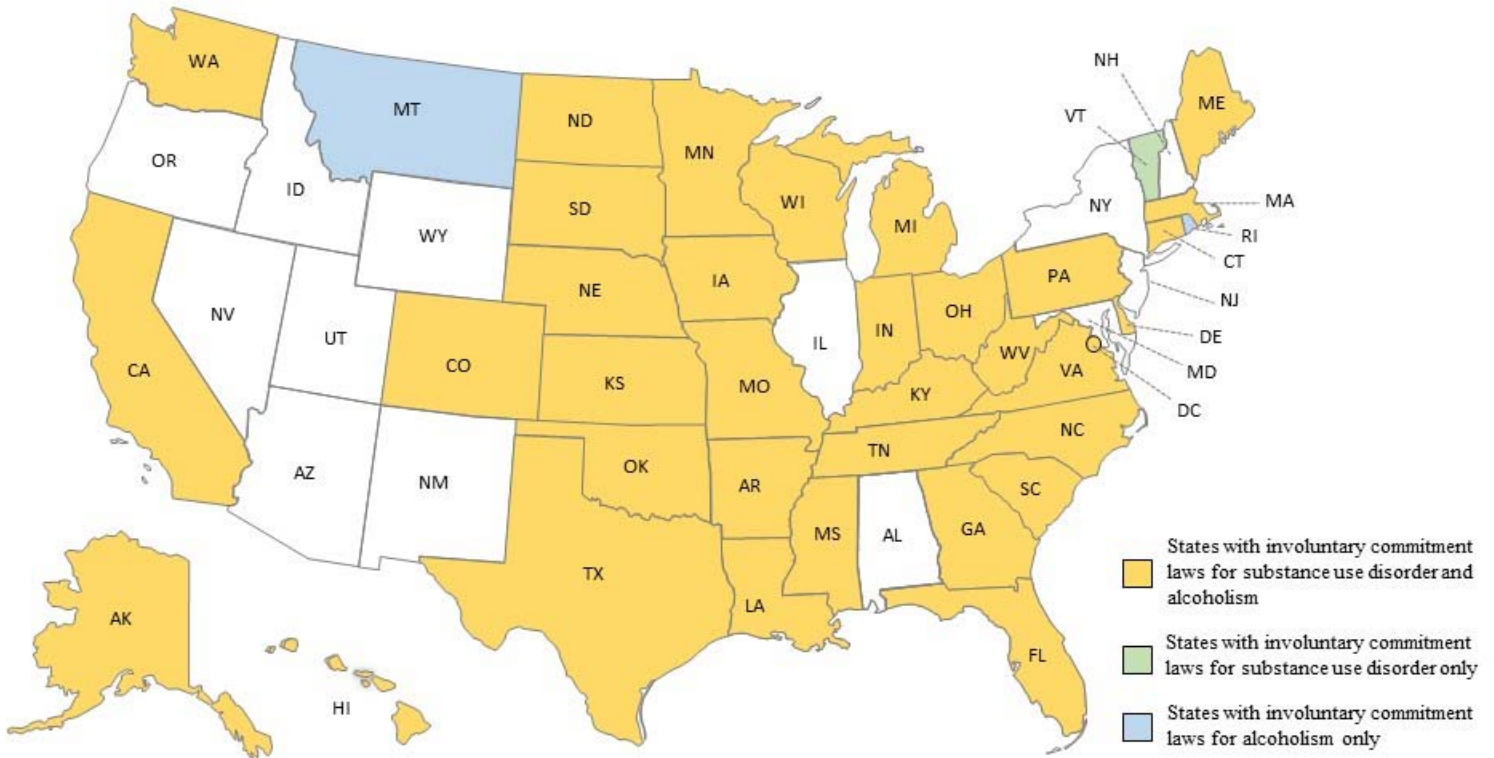 WA
MT
ND
MN
ME
NH
VT
OR
ID
SD
WI
MI
NY
MA
RI
CT
WY
NE
IA
PA
NJ
NV
UT
CO
KS
MO
IL
IN
OH
WV
VA
KY
DE
MD
DC
CA
AZ
NM
OK
AR
TN
NC
SC
MS
AL
GA
TX
LA
FL
AK
HI
States with involuntary commitment
laws for substance use disorder and
alcoholism
States with involuntary commitment
laws for substance use disorder only
States with involuntary commitment
laws for alcoholism only